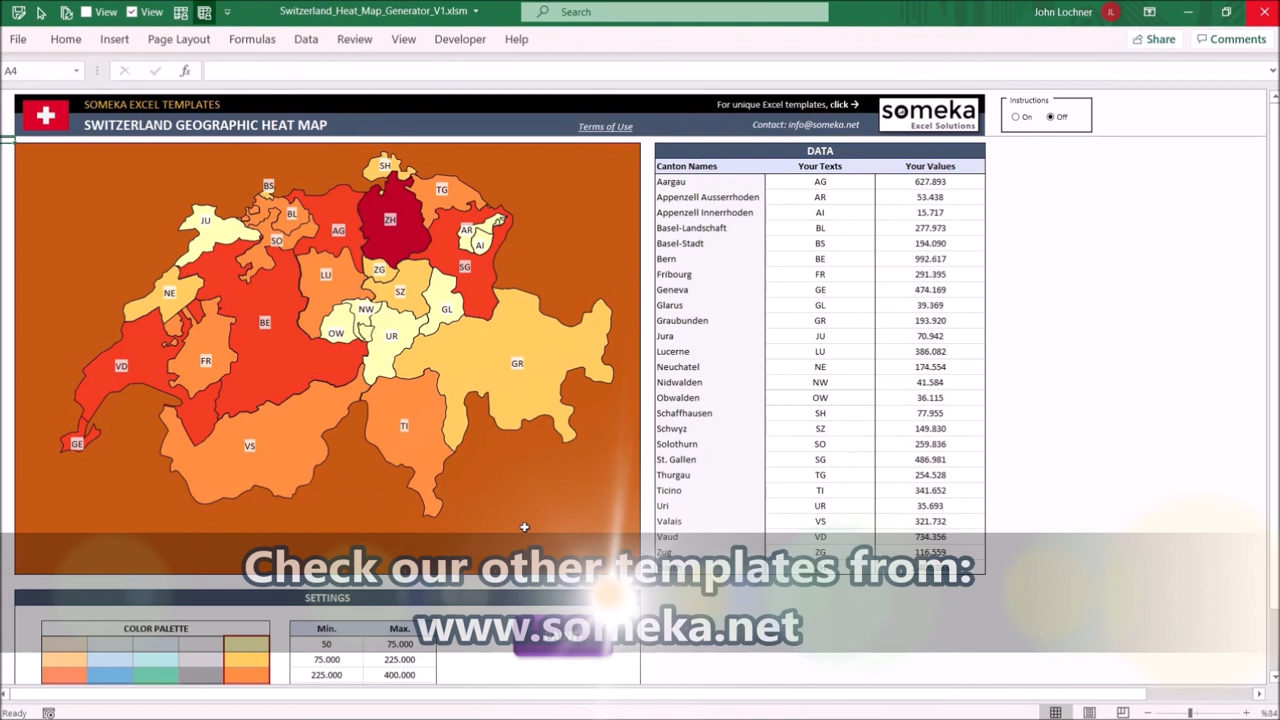 View View Switzerland_Heat_Map_Generator_V1.xlsm Search John Lochner JL
File Home Insert Page Layout Formulas Data Review View Developer Help Share Comments
A4 fx
SOMEKA EXCEL TEMPLATES For unique Excel templates, click → someka Excel Solutions
SWITZERLAND GEOGRAPHIC HEAT MAP Terms of Use Contact: info@someka.net
Instructions
On Off
DATA
Canton Names Your Texts Your Values
Aargau AG 627.893
Appenzell Ausserrhoden AR 53.438
Appenzell Innerrhoden AI 15.717
Basel-Landschaft BL 277.973
Basel-Stadt BS 194.090
Bern BE 992.617
Fribourg FR 291.395
Geneva GE 474.169
Glarus GL 39.369
Graubunden GR 193.920
Jura JU 70.942
Lucerne LU 386.082
Neuchatel NE 174.554
Nidwalden NW 41.584
Obwalden OW 36.115
Schaffhausen SH 77.955
Schwyz SZ 149.830
Solothurn SO 259.836
St. Gallen SG 486.981
Thurgau TG 254.528
Ticino TI 341.652
Uri UR 35.693
Valais VS 321.732
Vaud VD 734.356
Zug ZG 116.559
SH
BS TG
BL ZH
JU AG AR
SO AI
LU ZG SG
NE SZ
BE NW GL
OW UR
VD FR GR
TI
GE VS
Check our other templates from:
www.someka.net
SETTINGS
COLOR PALETTE Min. Max.
50 75.000
75.000 225.000
225.000 400.000
Ready %84